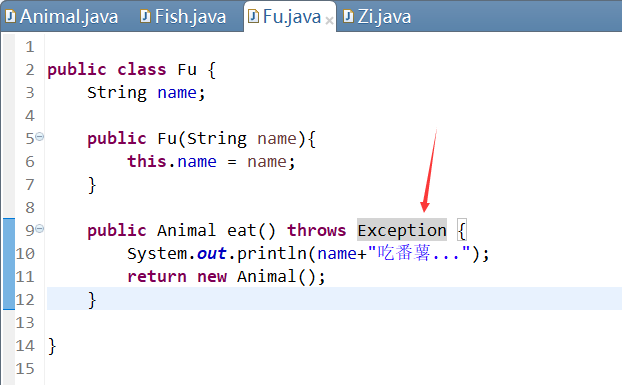 Animal.java Fish.java Fu.java Zi.java
1
2 public class Fu {
3     String name;
4
5     public Fu(String name){
6         this.name = name;
7     }
8
9     public Animal eat() throws Exception {
10         System.out.println(name+"吃番薯...");
11         return new Animal();
12     }
13
14 }
15